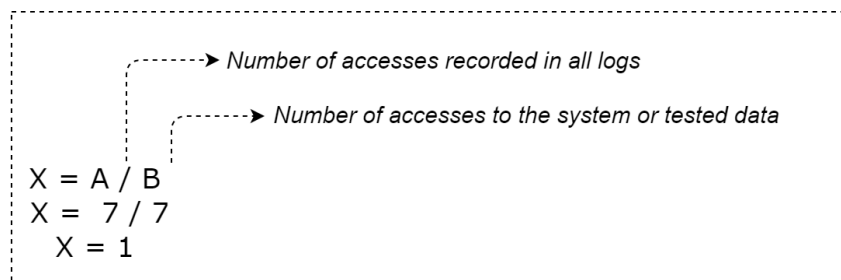 Number of accesses recorded in all logs
Number of accesses to the system or tested data
X = A / B
X = 7 / 7
X = 1